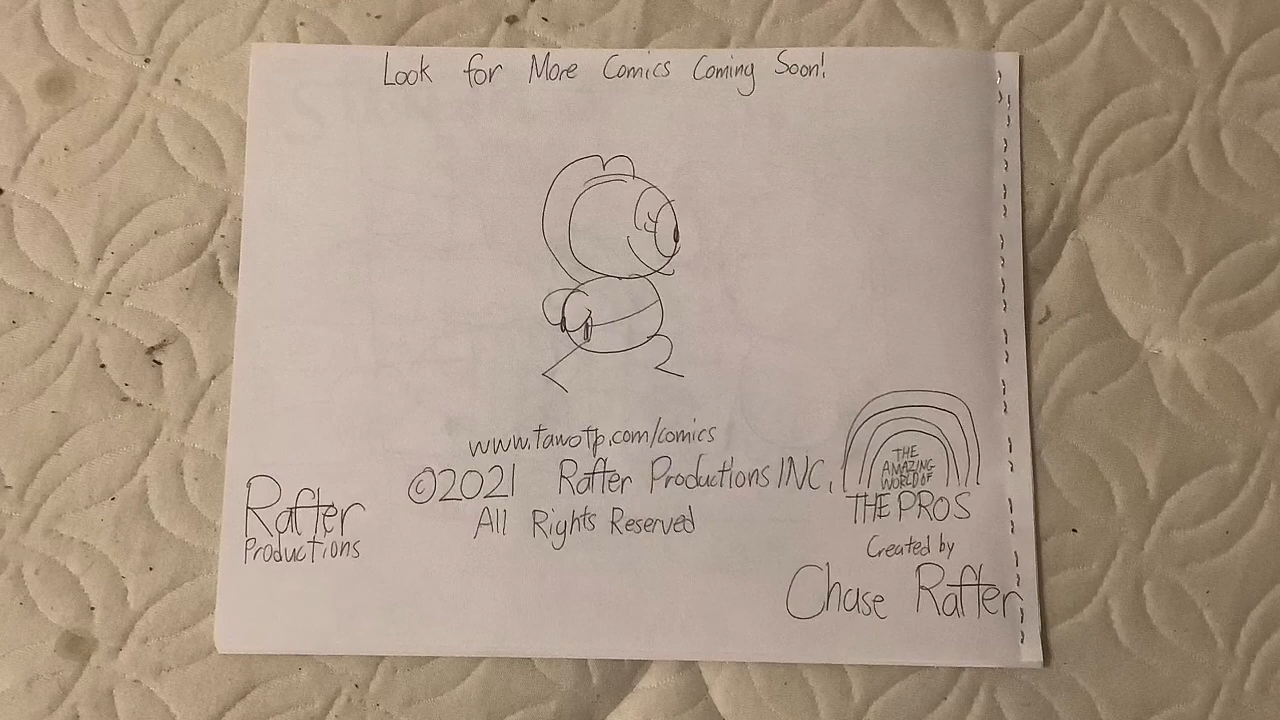 Look for More Comics Coming Soon!
www.tawotp.com/comics
©2021 Rafter Productions INC.
All Rights Reserved
Rafter
Productions
THE
AMAZING
WORLD OF
THE PROS
Created by
Chase Rafter